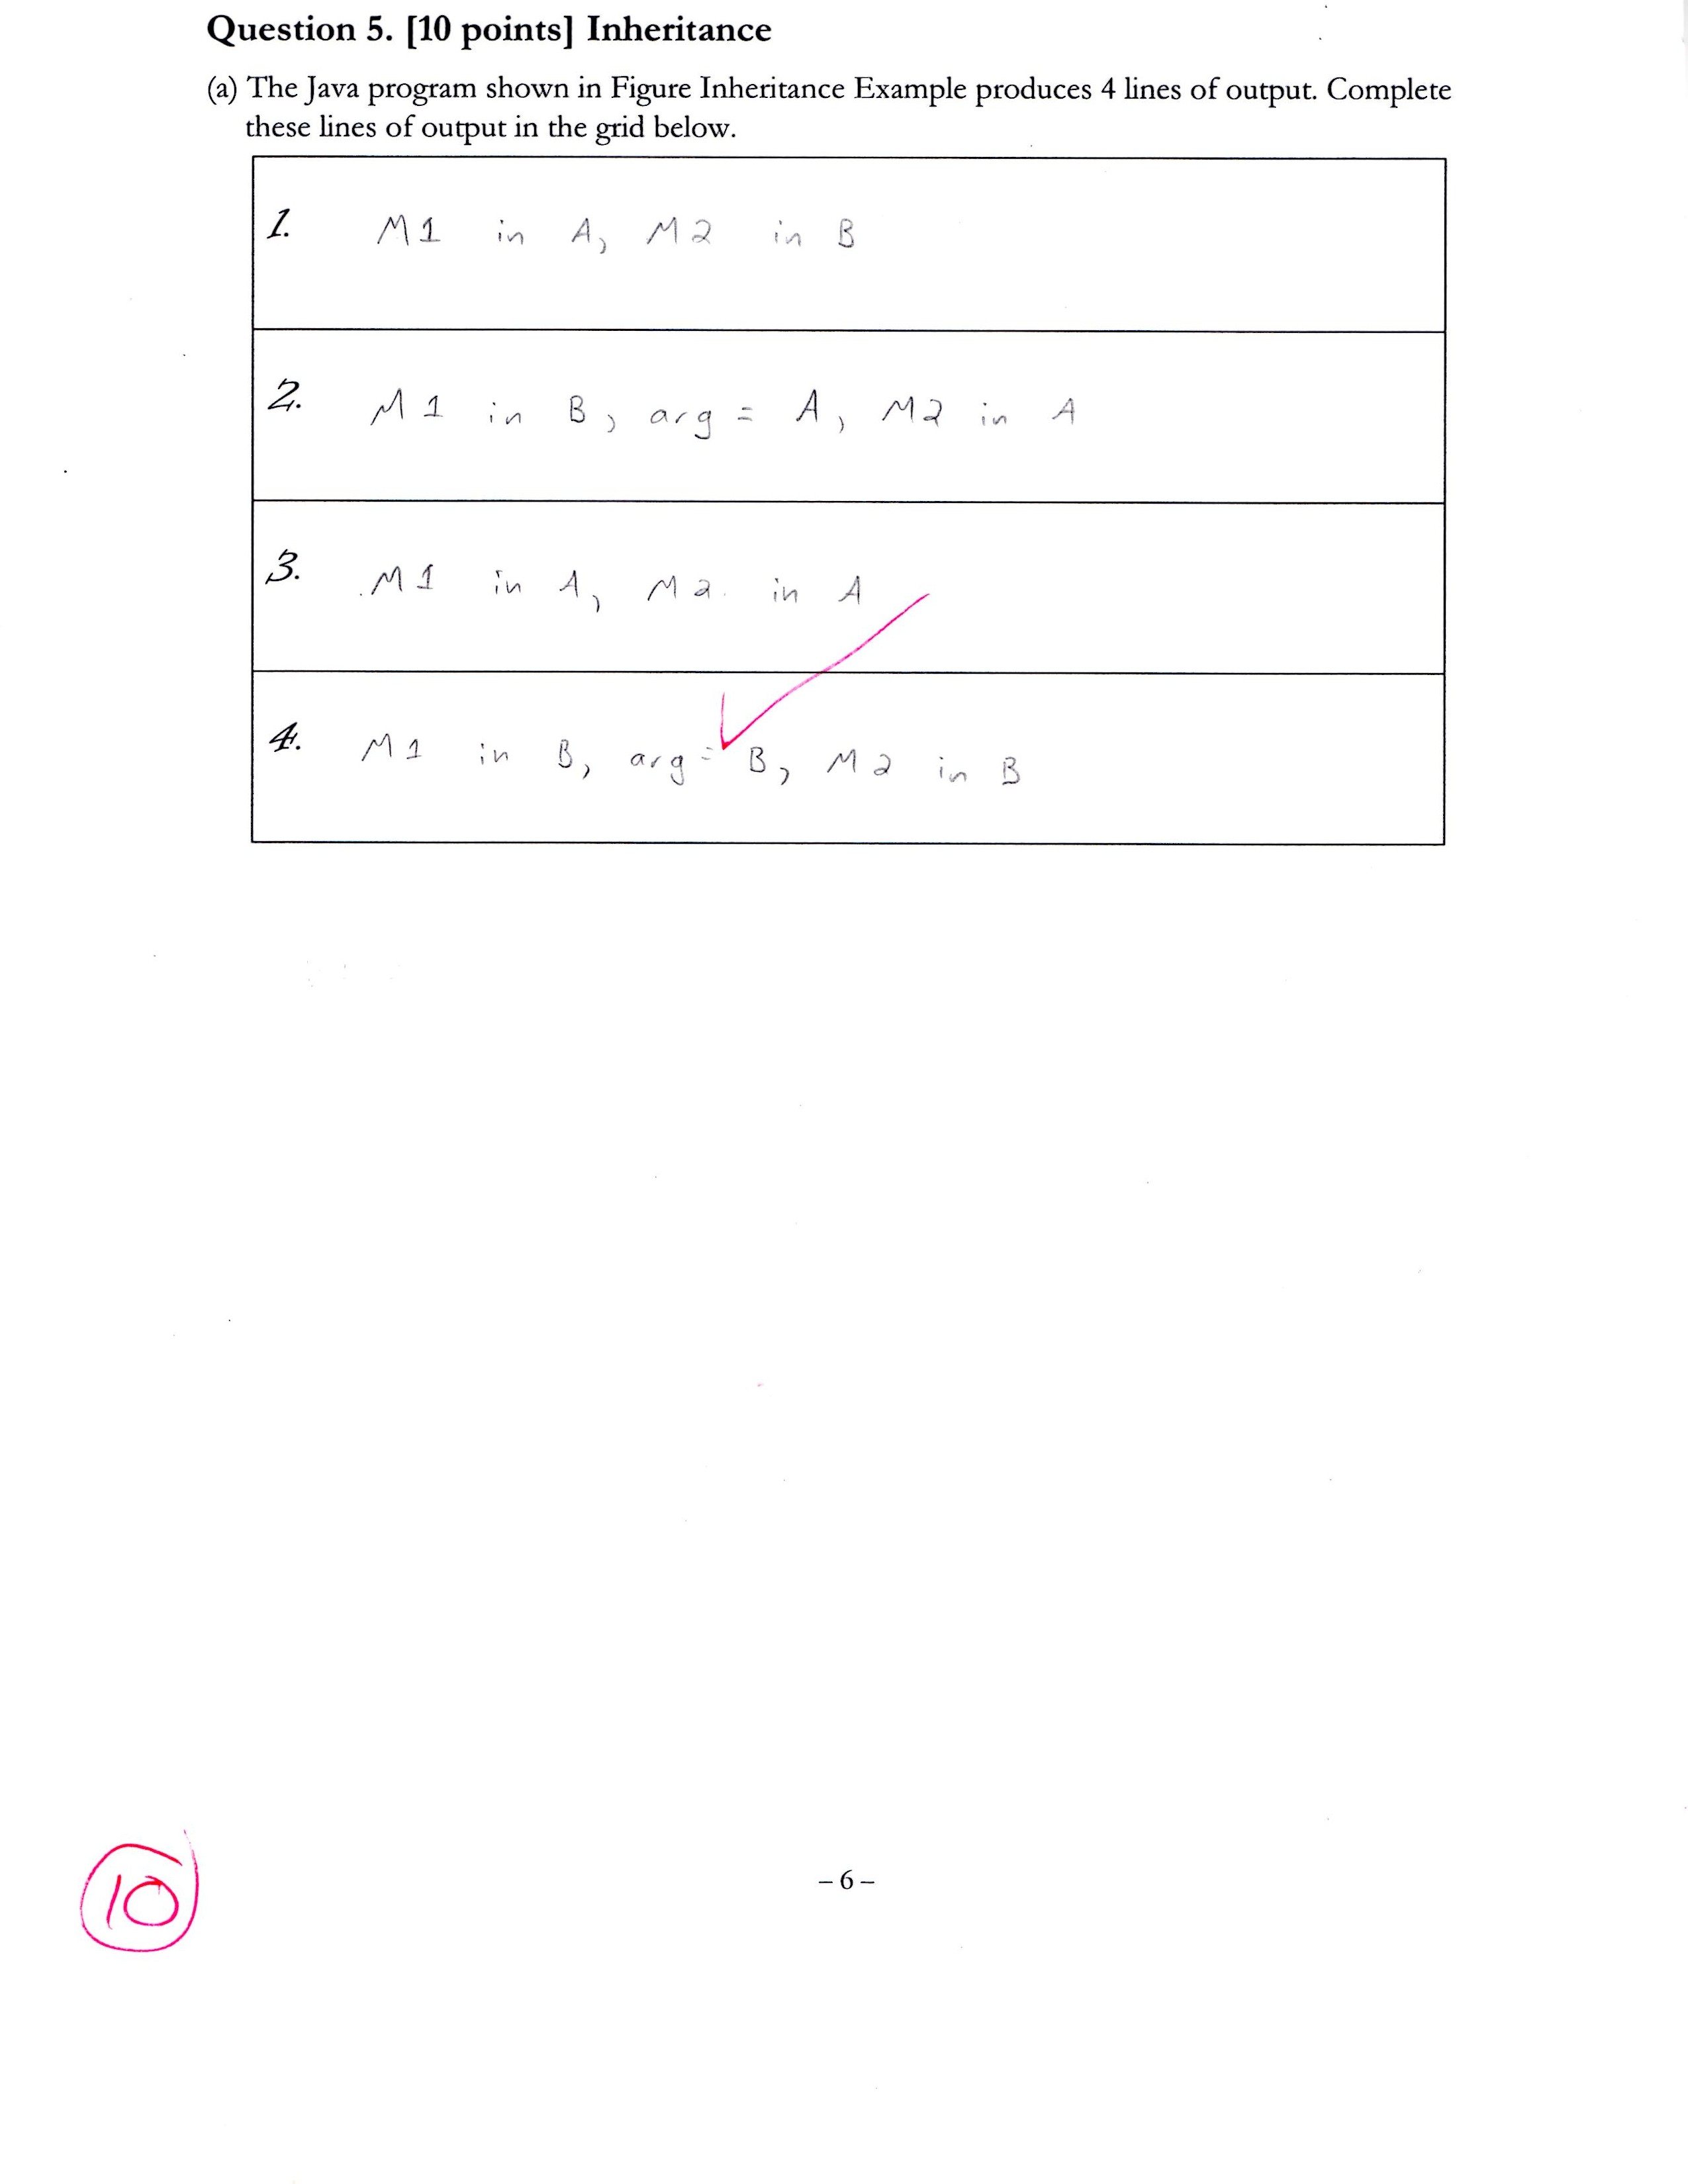 Question 5. [10 points] Inheritance
(a) The Java program shown in Figure Inheritance Example produces 4 lines of output. Complete
these lines of output in the grid below.
1. M1 in A, M2 in B
2. M1 in B, arg = A, M2 in A
3. M1 in A, M2 in A
4. M1 in B, arg = B, M2 in B
– 6 –
10